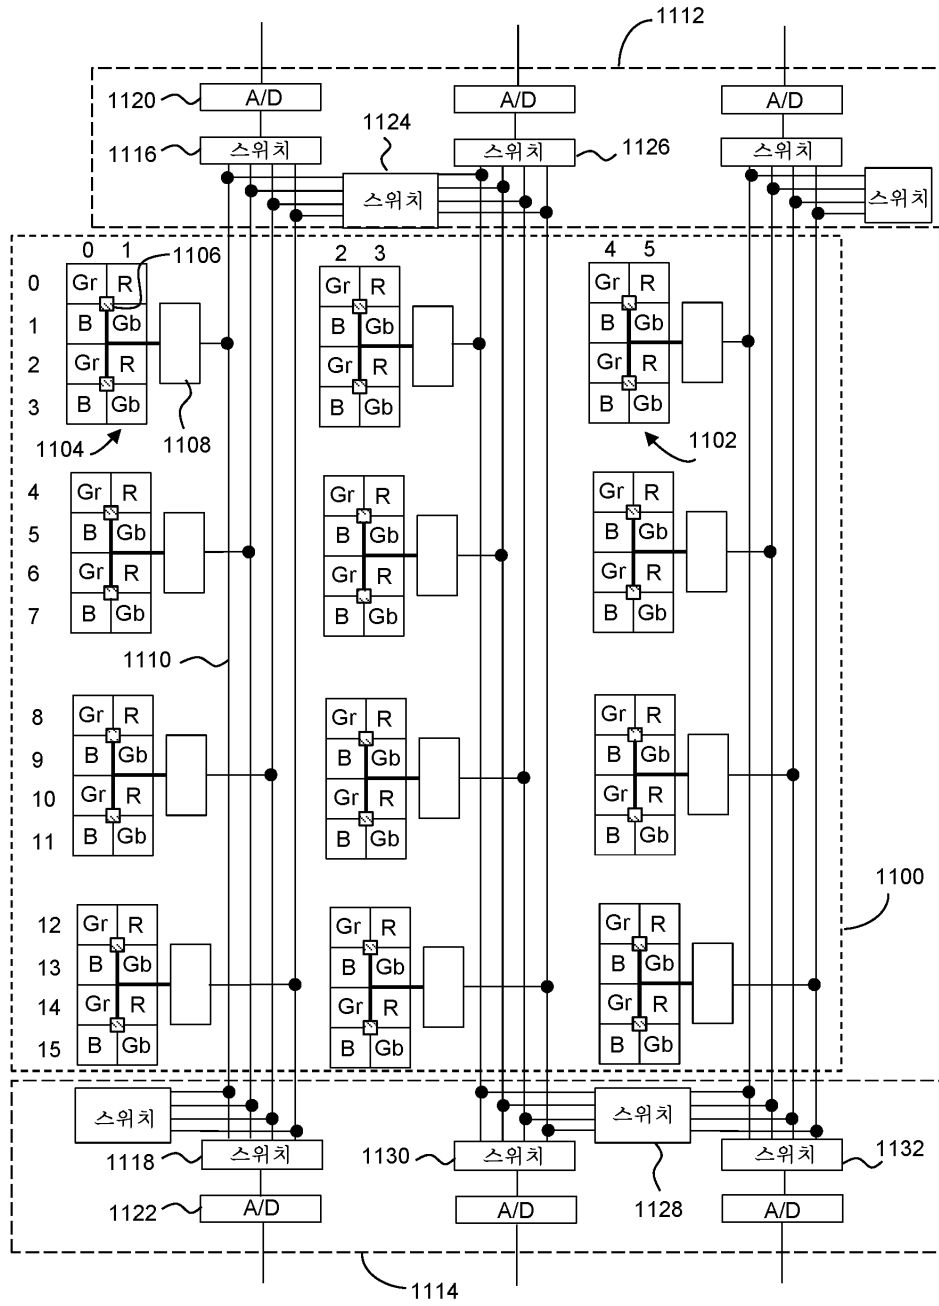 1112
A/D A/D A/D
1120
1124
1116 스위치 스위치 1126 스위치
스위치 스위치
0 1 1106 2 3 4 5
0 Gr R Gr R Gr R
1 B Gb B Gb B Gb
2 Gr R Gr R Gr R
3 B Gb B Gb B Gb
1104 1108 1102
4 Gr R Gr R Gr R
5 B Gb B Gb B Gb
6 Gr R Gr R Gr R
7 B Gb B Gb B Gb
1110
8 Gr R Gr R Gr R
9 B Gb B Gb B Gb
10 Gr R Gr R Gr R
11 B Gb B Gb B Gb
1100
12 Gr R Gr R Gr R
13 B Gb B Gb B Gb
14 Gr R Gr R Gr R
15 B Gb B Gb B Gb
스위치 스위치
1118 스위치 1130 스위치 스위치 1132
1122 A/D A/D 1128 A/D
1114